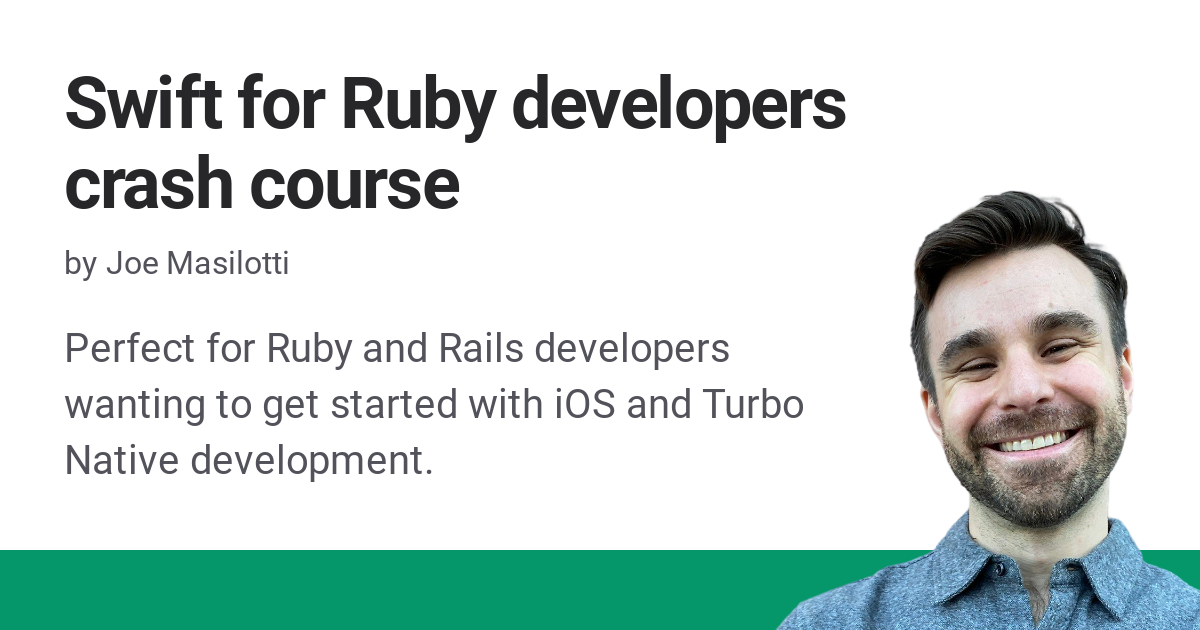 Swift for Ruby developers
crash course
by Joe Masilotti
Perfect for Ruby and Rails developers
wanting to get started with iOS and Turbo
Native development.